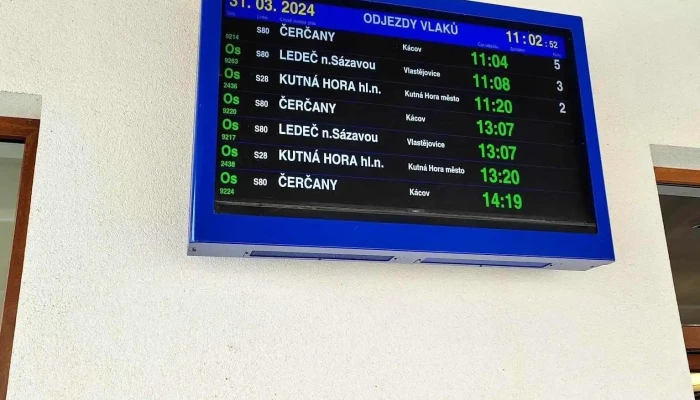 31. 03. 2024 ODJEZDY VLAKŮ 11:02:52
S80 ČERČANY Kácov 11:04 5
9214
Os S80 LEDEČ n.Sázavou Vlastějovice 11:08 3
9263
Os S28 KUTNÁ HORA hl.n. Kutná Hora město 11:20 2
2436
Os S80 ČERČANY Kácov 13:07
9220
Os S80 LEDEČ n.Sázavou Vlastějovice 13:07
9217
Os S28 KUTNÁ HORA hl.n. Kutná Hora město 13:20
2438
Os S80 ČERČANY Kácov 14:19
9224